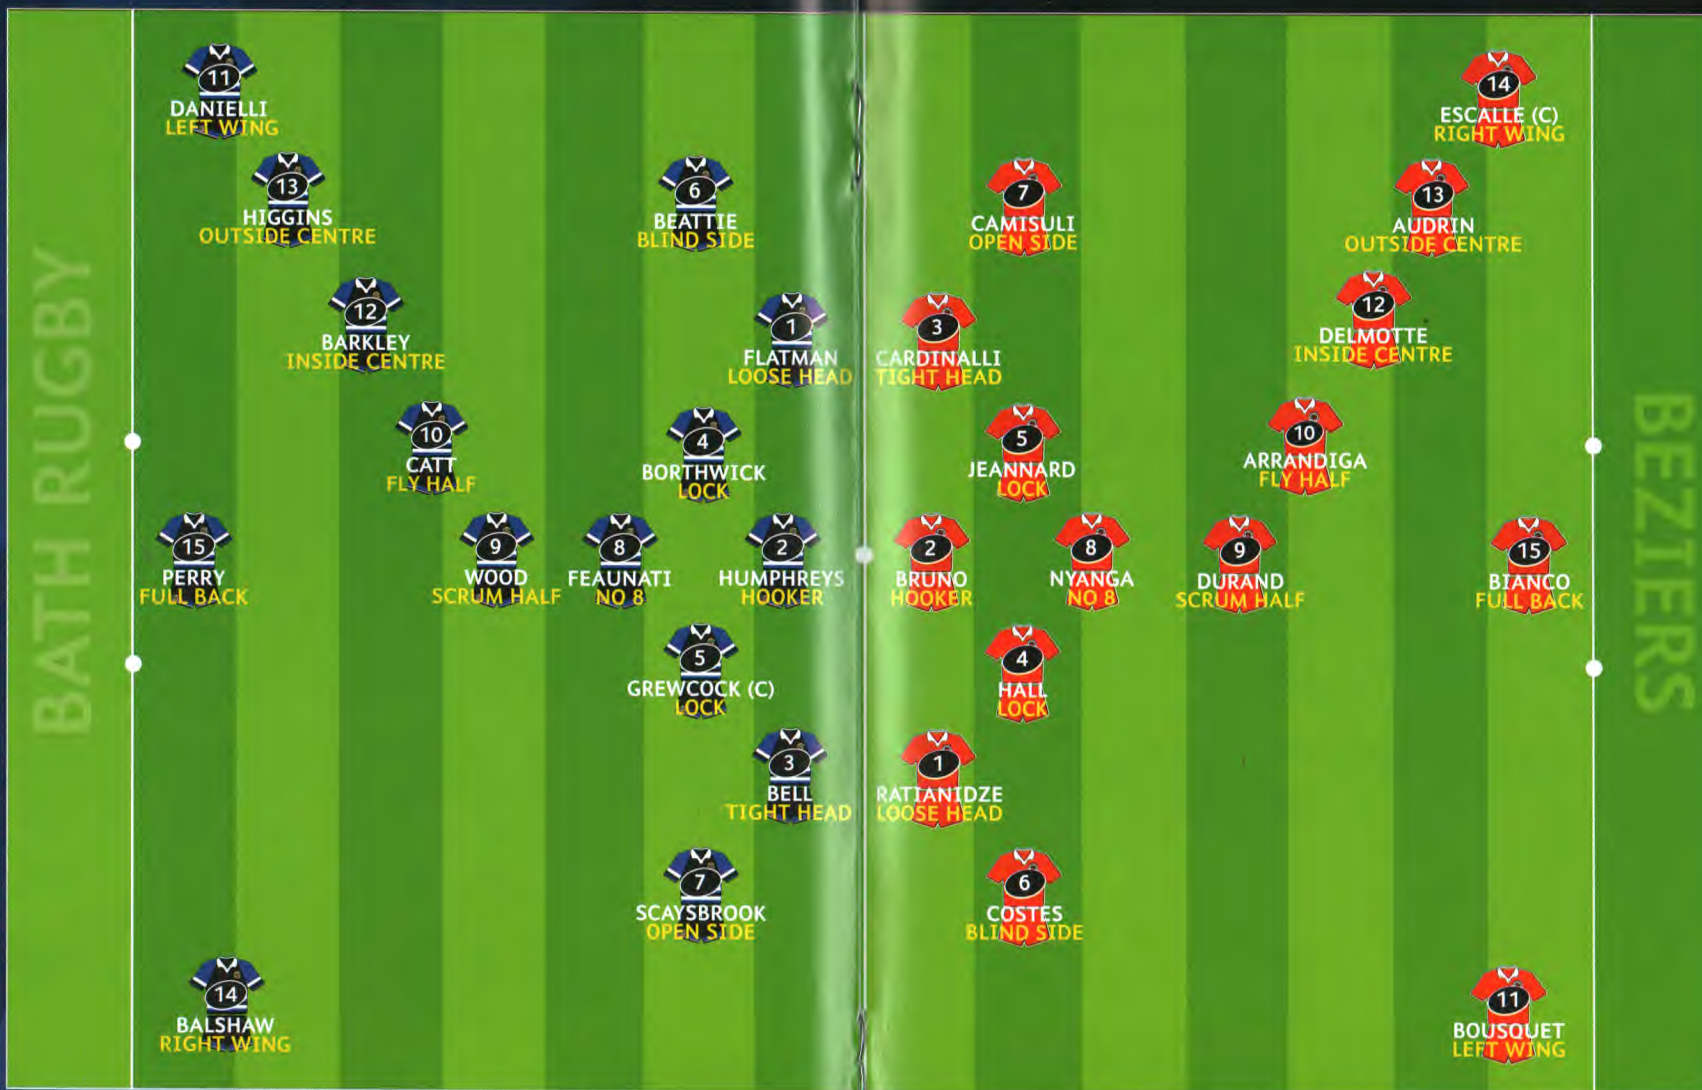 BATH RUGBY
11
DANIELLI
LEFT WING
13
HIGGINS
OUTSIDE CENTRE
12
BARKLEY
INSIDE CENTRE
10
CATT
FLY HALF
15
PERRY
FULL BACK
9
WOOD
SCRUM HALF
14
BALSHAW
RIGHT WING
6
BEATTIE
BLIND SIDE
1
FLATMAN
LOOSE HEAD
4
BORTHWICK
LOCK
8
FEAUNATI
NO 8
2
HUMPHREYS
HOOKER
5
GREWCOCK (C)
LOCK
3
BELL
TIGHT HEAD
7
SCAYSBROOK
OPEN SIDE
7
CAMISULI
OPEN SIDE
3
CARDINALLI
TIGHT HEAD
5
JEANNARD
LOCK
2
BRUNO
HOOKER
8
NYANGA
NO 8
4
HALL
LOCK
1
RATIANIDZE
LOOSE HEAD
6
COSTES
BLIND SIDE
14
ESCALLE (C)
RIGHT WING
13
AUDRIN
OUTSIDE CENTRE
12
DELMOTTE
INSIDE CENTRE
10
ARRANDIGA
FLY HALF
9
DURAND
SCRUM HALF
15
BIANCO
FULL BACK
11
BOUSQUET
LEFT WING
BEZIERS